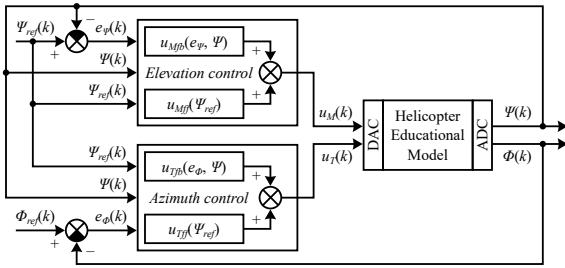 Ψref(k)
+
−
eΨ(k)
uMfb(eΨ, Ψ)
+
Ψ(k)
Elevation control
Ψref(k)
uMff(Ψref)
+
uM(k)
uT(k)
DAC
Helicopter
Educational
Model
ADC
Ψ(k)
Φ(k)
Ψref(k)
uTfb(eΦ, Ψ)
+
Ψ(k)
Azimuth control
Φref(k)
+
−
eΦ(k)
uTff(Ψref)
+